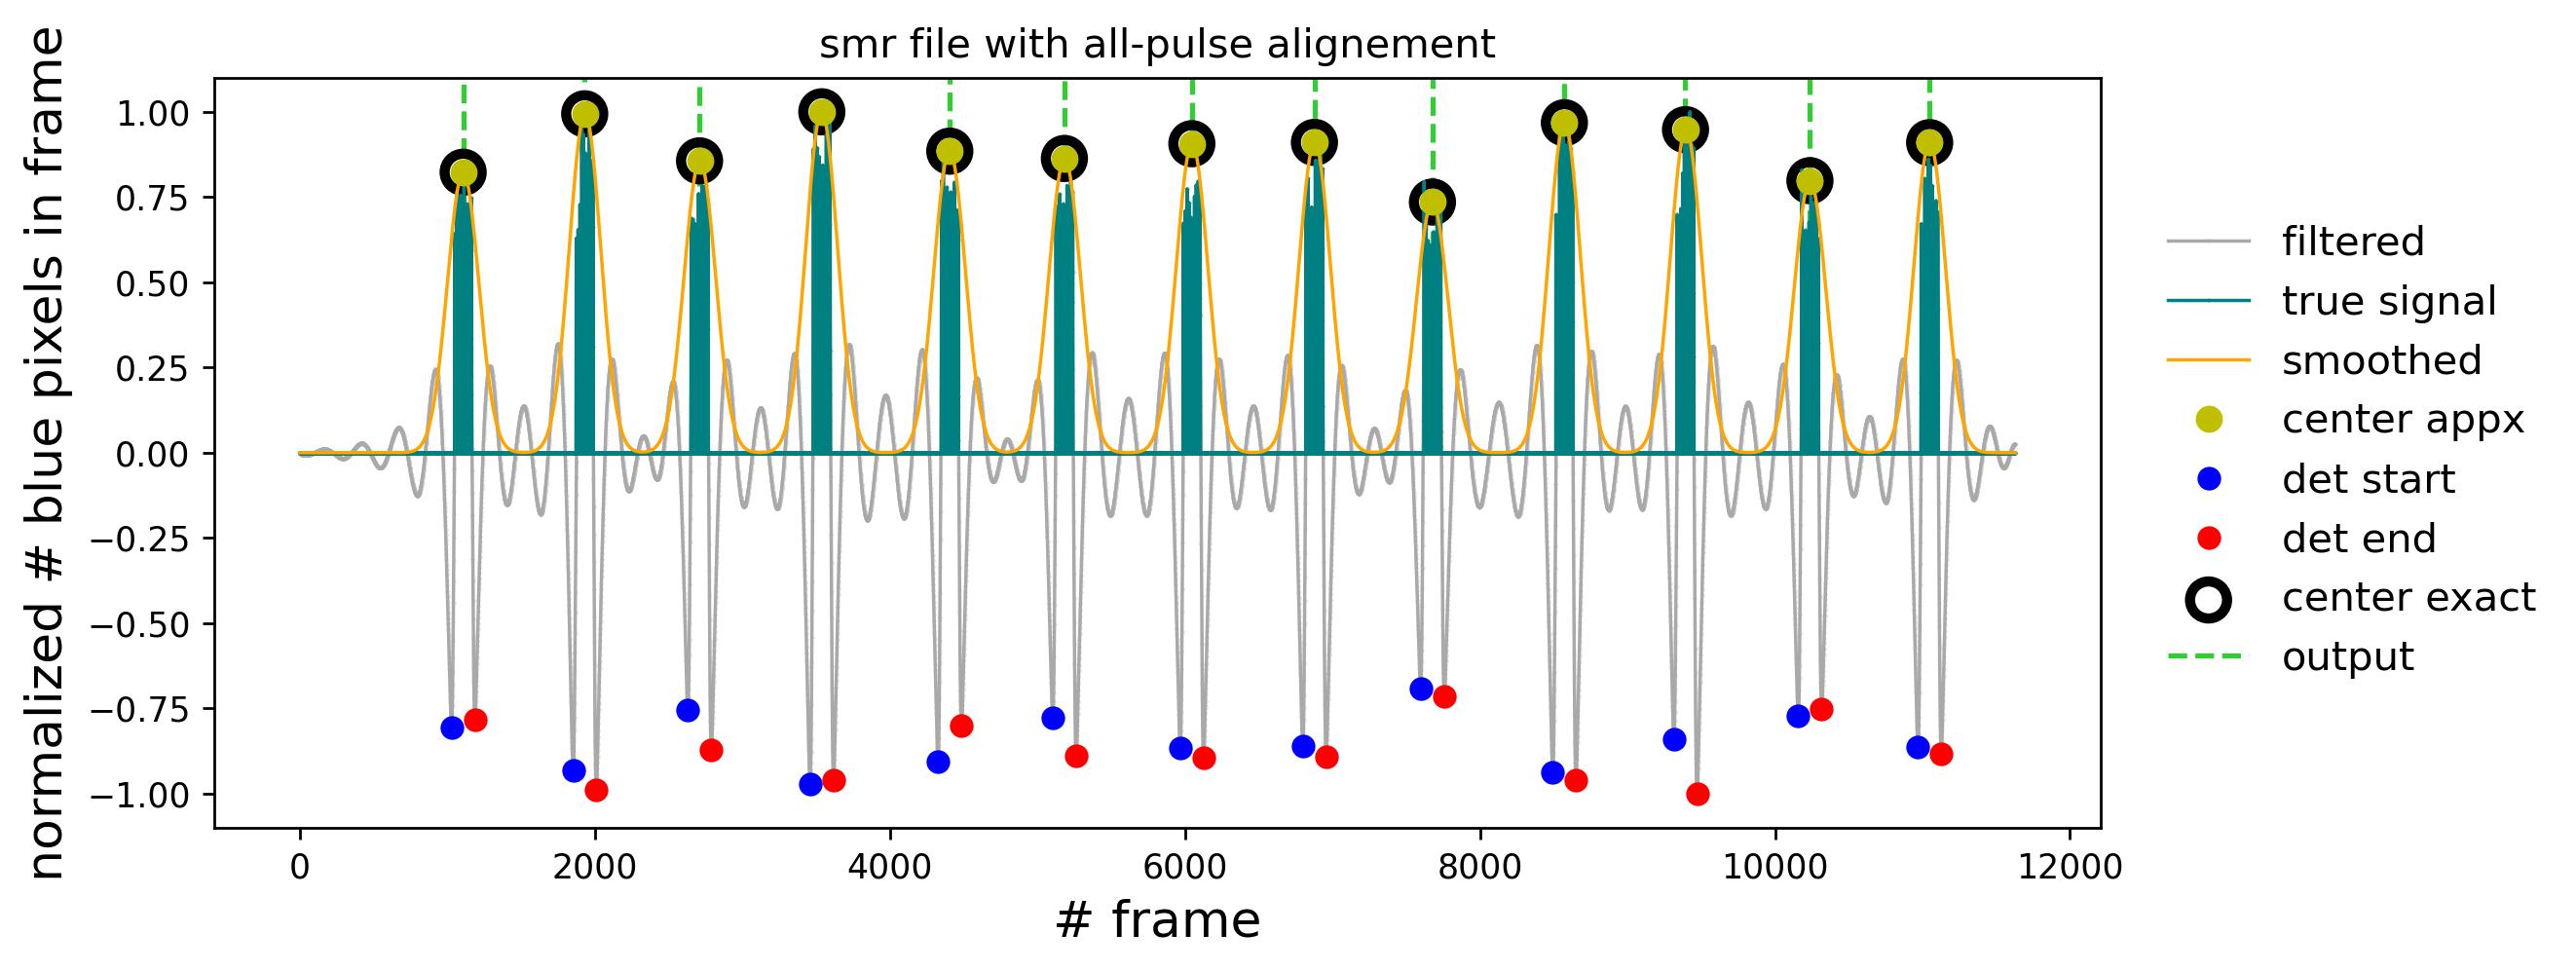 smr file with all-pulse alignement
normalized # blue pixels in frame
1.00
0.75
0.50
0.25
0.00
−0.25
−0.50
−0.75
−1.00
0 2000 4000 6000 8000 10000 12000
# frame
filtered
true signal
smoothed
center appx
det start
det end
center exact
output